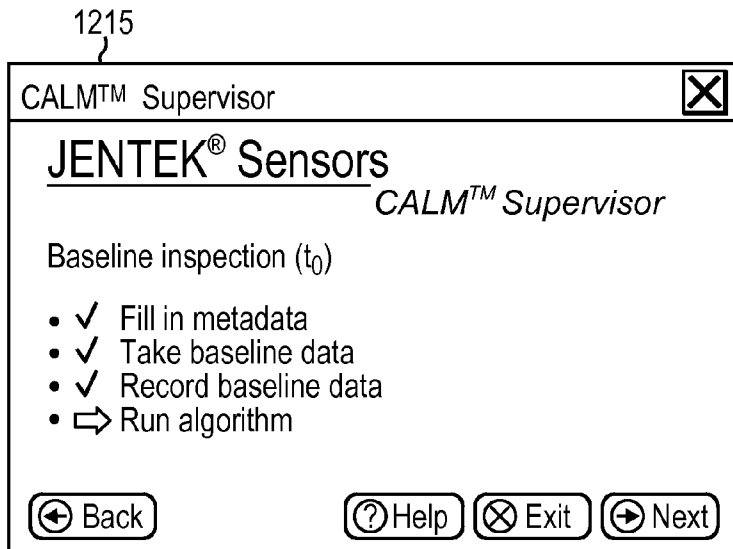 1215
CALM™ Supervisor
JENTEK® Sensors
CALM™ Supervisor
Baseline inspection (t₀)
• ✓ Fill in metadata
• ✓ Take baseline data
• ✓ Record baseline data
• ⇨ Run algorithm
Back Help Exit Next